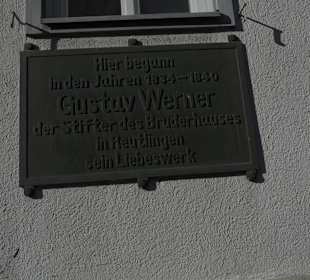 Hier begann
in den Jahren 1834-1840
Gustav Werner
der Stifter des Bruderhauses
in Reutlingen
sein Liebeswerk